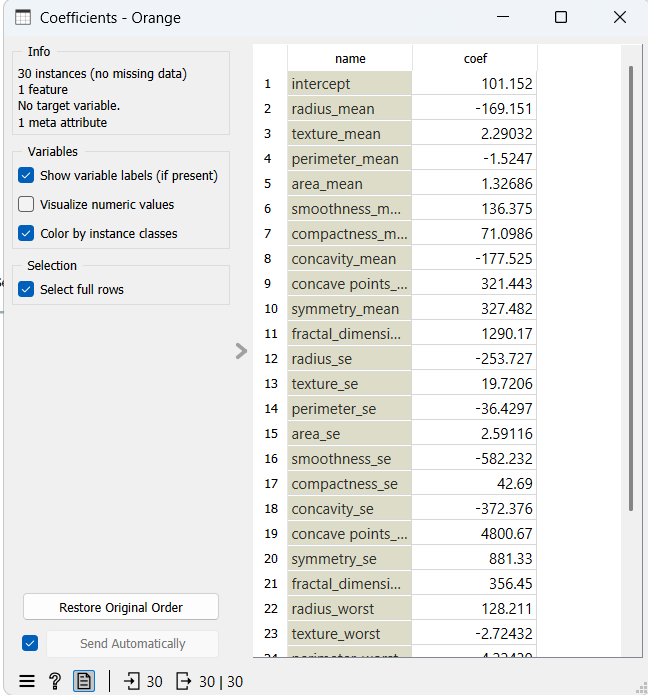 Coefficients - Orange
Info
30 instances (no missing data)
1 feature
No target variable.
1 meta attribute
Variables
Show variable labels (if present)
Visualize numeric values
Color by instance classes
Selection
Select full rows
Restore Original Order
Send Automatically
name coef
1 intercept 101.152
2 radius_mean -169.151
3 texture_mean 2.29032
4 perimeter_mean -1.5247
5 area_mean 1.32686
6 smoothness_m... 136.375
7 compactness_m... 71.0986
8 concavity_mean -177.525
9 concave points_... 321.443
10 symmetry_mean 327.482
11 fractal_dimensi... 1290.17
12 radius_se -253.727
13 texture_se 19.7206
14 perimeter_se -36.4297
15 area_se 2.59116
16 smoothness_se -582.232
17 compactness_se 42.69
18 concavity_se -372.376
19 concave points_... 4800.67
20 symmetry_se 881.33
21 fractal_dimensi... 356.45
22 radius_worst 128.211
23 texture_worst -2.72432
24 perimeter_worst
30 30 | 30